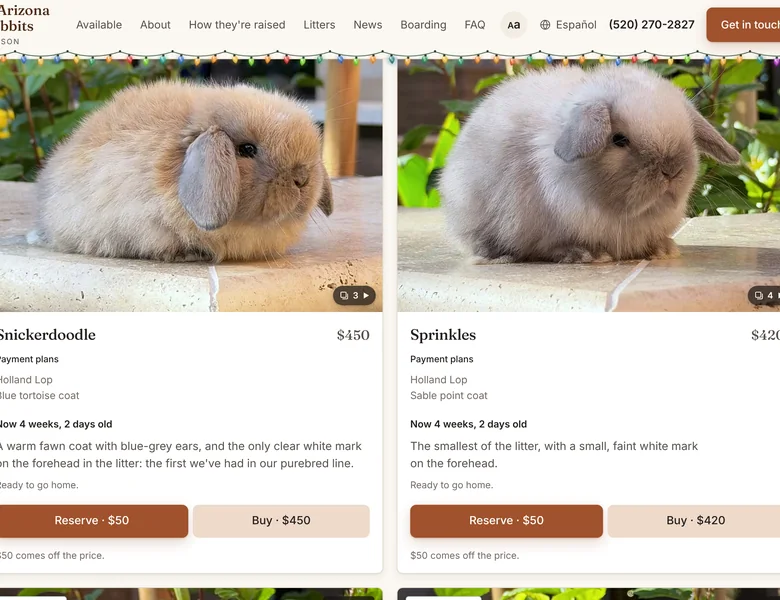 Arizona
bbits
SON
Available About How they're raised Litters News Boarding FAQ Aa Español (520) 270-2827 Get in touch
3
4
Snickerdoodle $450
Payment plans
Holland Lop
Blue tortoise coat
Now 4 weeks, 2 days old
A warm fawn coat with blue-grey ears, and the only clear white mark
on the forehead in the litter: the first we've had in our purebred line.
Ready to go home.
Reserve · $50 Buy · $450
$50 comes off the price.
Sprinkles $420
Payment plans
Holland Lop
Sable point coat
Now 4 weeks, 2 days old
The smallest of the litter, with a small, faint white mark
on the forehead.
Ready to go home.
Reserve · $50 Buy · $420
$50 comes off the price.